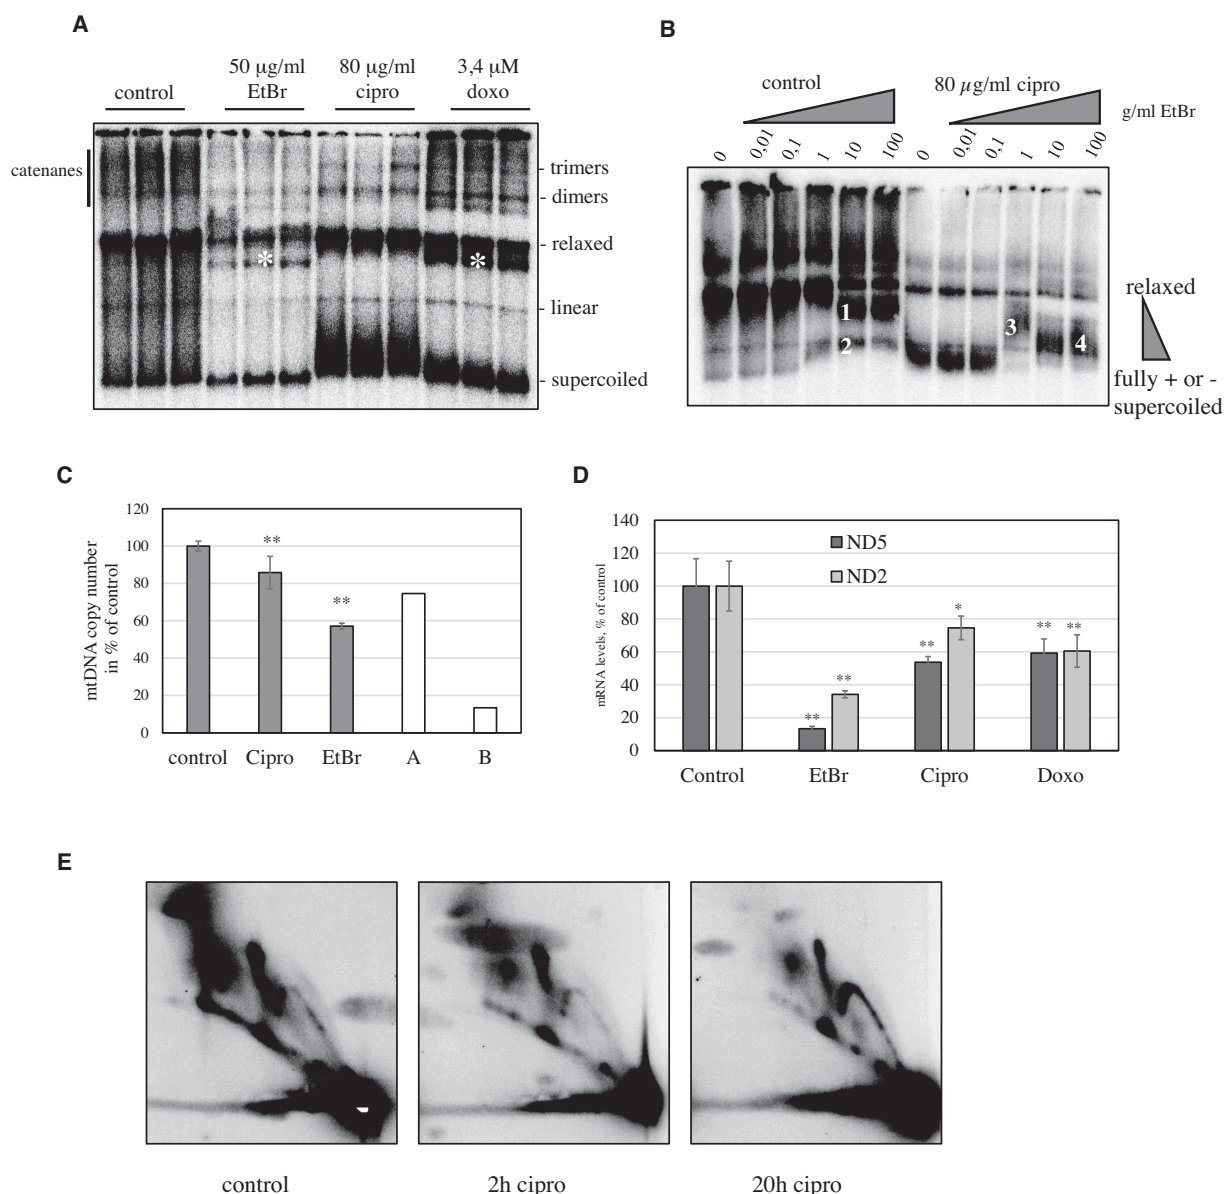 A
control
50 µg/ml
EtBr
80 µg/ml
cipro
3,4 µM
doxo
catenanes
trimers
dimers
relaxed
linear
supercoiled
*
*
B
control
80 µg/ml cipro
g/ml EtBr
0 0,01 0,1 1 10 100 0 0,01 0,1 1 10 100
1
2
3
4
relaxed
fully + or -
supercoiled
C
mtDNA copy number
in % of control
120
100
80
60
40
20
0
**
**
control Cipro EtBr A B
D
mRNA levels, % of control
140
120
100
80
60
40
20
0
ND5
ND2
** ** ** * ** **
Control EtBr Cipro Doxo
E
control 2h cipro 20h cipro